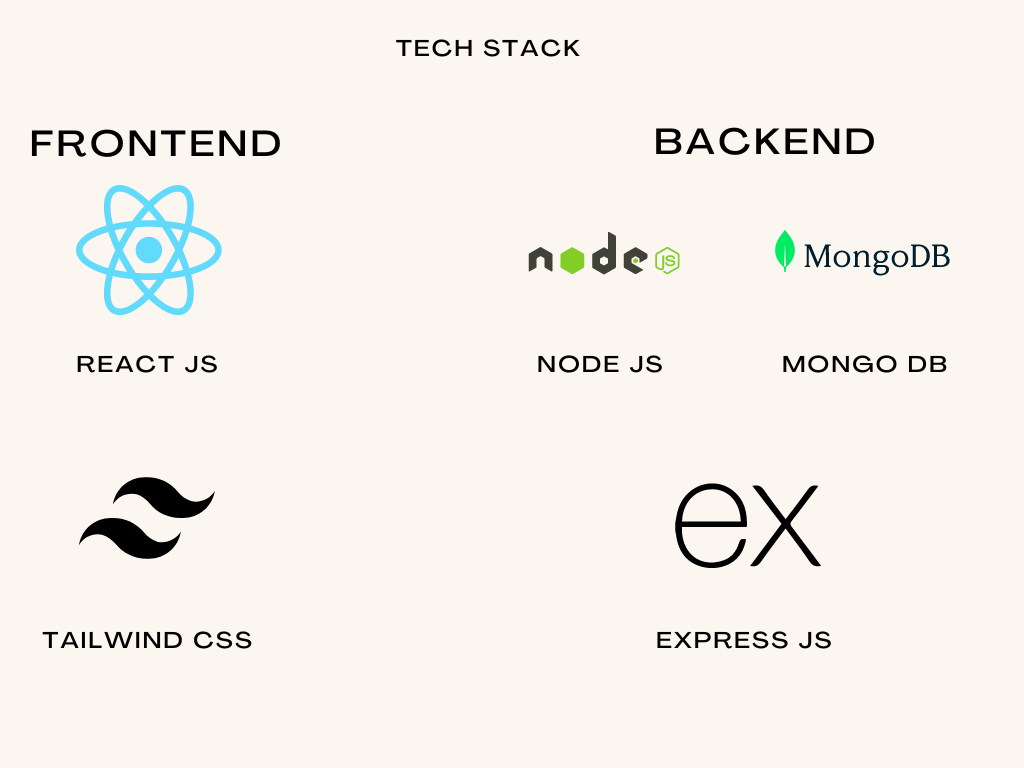 TECH STACK
FRONTEND
BACKEND
node JS
MongoDB
REACT JS
NODE JS
MONGO DB
ex
TAILWIND CSS
EXPRESS JS